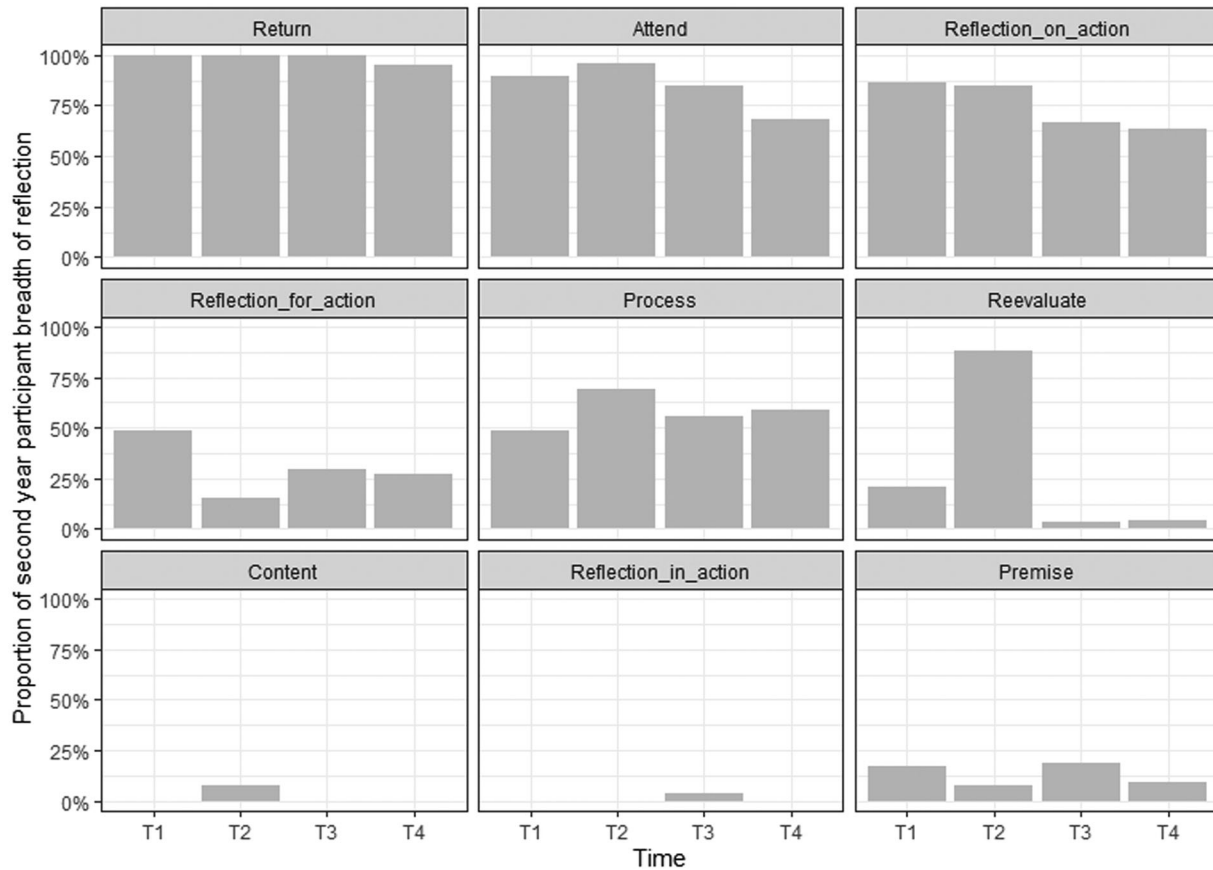 Proportion of second year participant breadth of reflection
Return
Attend
Reflection_on_action
100%
75%
50%
25%
0%
Reflection_for_action
Process
Reevaluate
100%
75%
50%
25%
0%
Content
Reflection_in_action
Premise
100%
75%
50%
25%
0%
T1 T2 T3 T4
T1 T2 T3 T4
T1 T2 T3 T4
Time